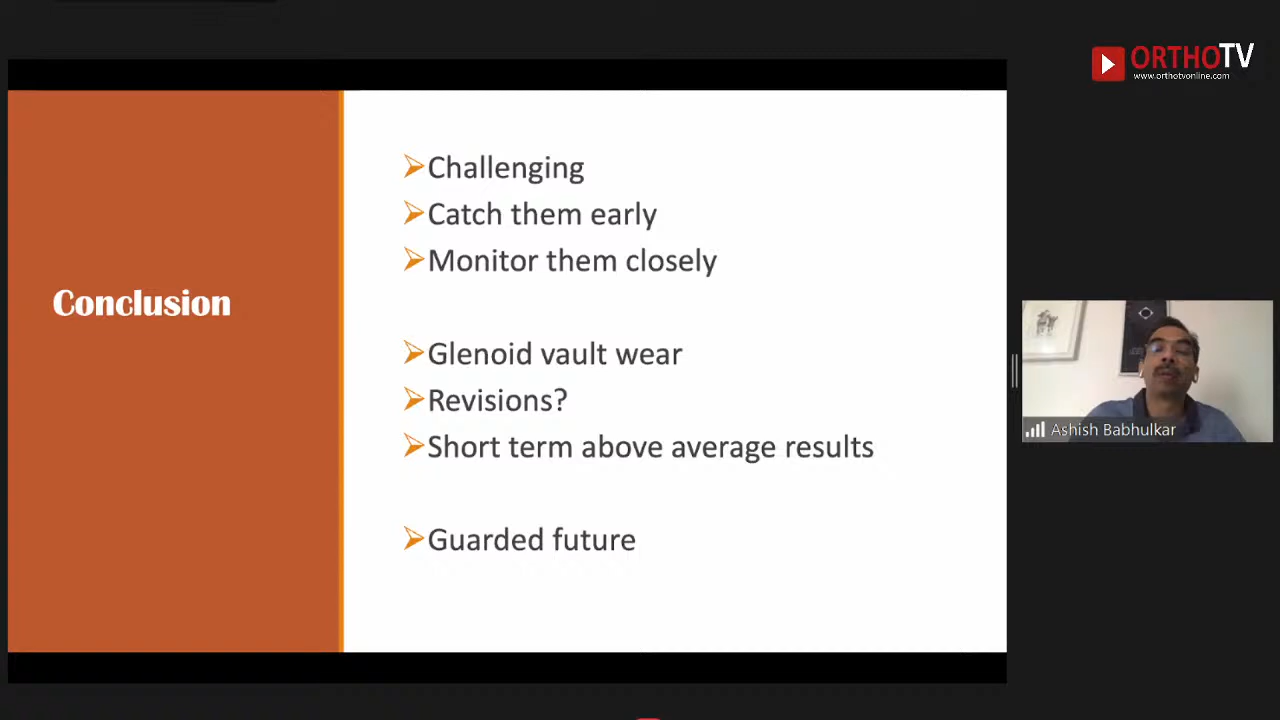 ORTHOTV
www.orthotvonline.com
Conclusion
Challenging
Catch them early
Monitor them closely
Glenoid vault wear
Revisions?
Short term above average results
Guarded future
Ashish Babhulkar